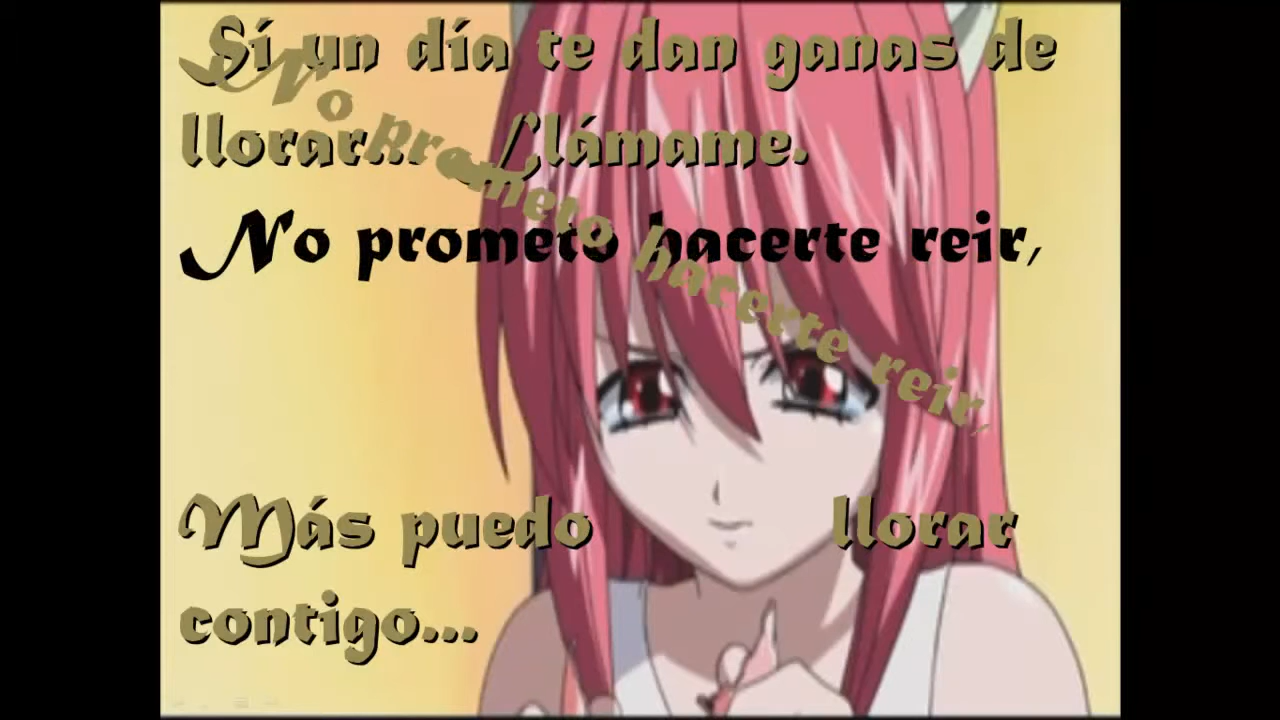 Sí un día te dan ganas de
llorar... Llámame.
No prometo hacerte reir,
No prometo hacerte reir,
Más puedo llorar
contigo...